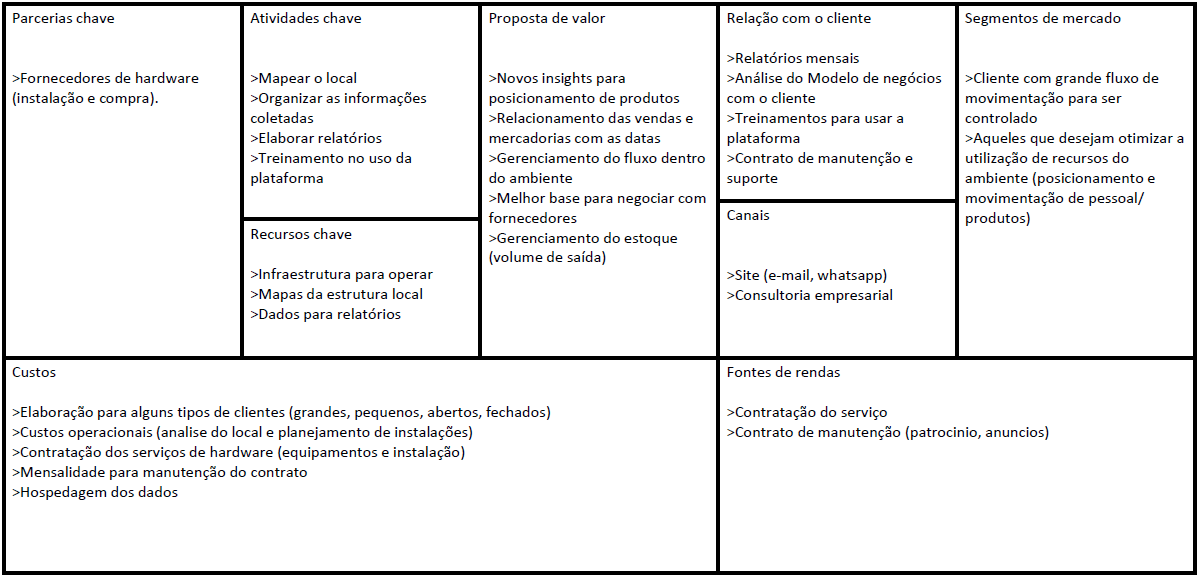 Parcerias chave
>Fornecedores de hardware
(instalação e compra).
Atividades chave
>Mapear o local
>Organizar as informações
coletadas
>Elaborar relatórios
>Treinamento no uso da
plataforma
Recursos chave
>Infraestrutura para operar
>Mapas da estrutura local
>Dados para relatórios
Proposta de valor
>Novos insights para
posicionamento de produtos
>Relacionamento das vendas e
mercadorias com as datas
>Gerenciamento do fluxo dentro
do ambiente
>Melhor base para negociar com
fornecedores
>Gerenciamento do estoque
(volume de saída)
Relação com o cliente
>Relatórios mensais
>Análise do Modelo de negócios
com o cliente
>Treinamentos para usar a
plataforma
>Contrato de manutenção e
suporte
Canais
>Site (e-mail, whatsapp)
>Consultoria empresarial
Segmentos de mercado
>Cliente com grande fluxo de
movimentação para ser
controlado
>Aqueles que desejam otimizar a
utilização de recursos do
ambiente (posicionamento e
movimentação de pessoal/
produtos)
Custos
>Elaboração para alguns tipos de clientes (grandes, pequenos, abertos, fechados)
>Custos operacionais (analise do local e planejamento de instalações)
>Contratação dos serviços de hardware (equipamentos e instalação)
>Mensalidade para manutenção do contrato
>Hospedagem dos dados
Fontes de rendas
>Contratação do serviço
>Contrato de manutenção (patrocinio, anuncios)